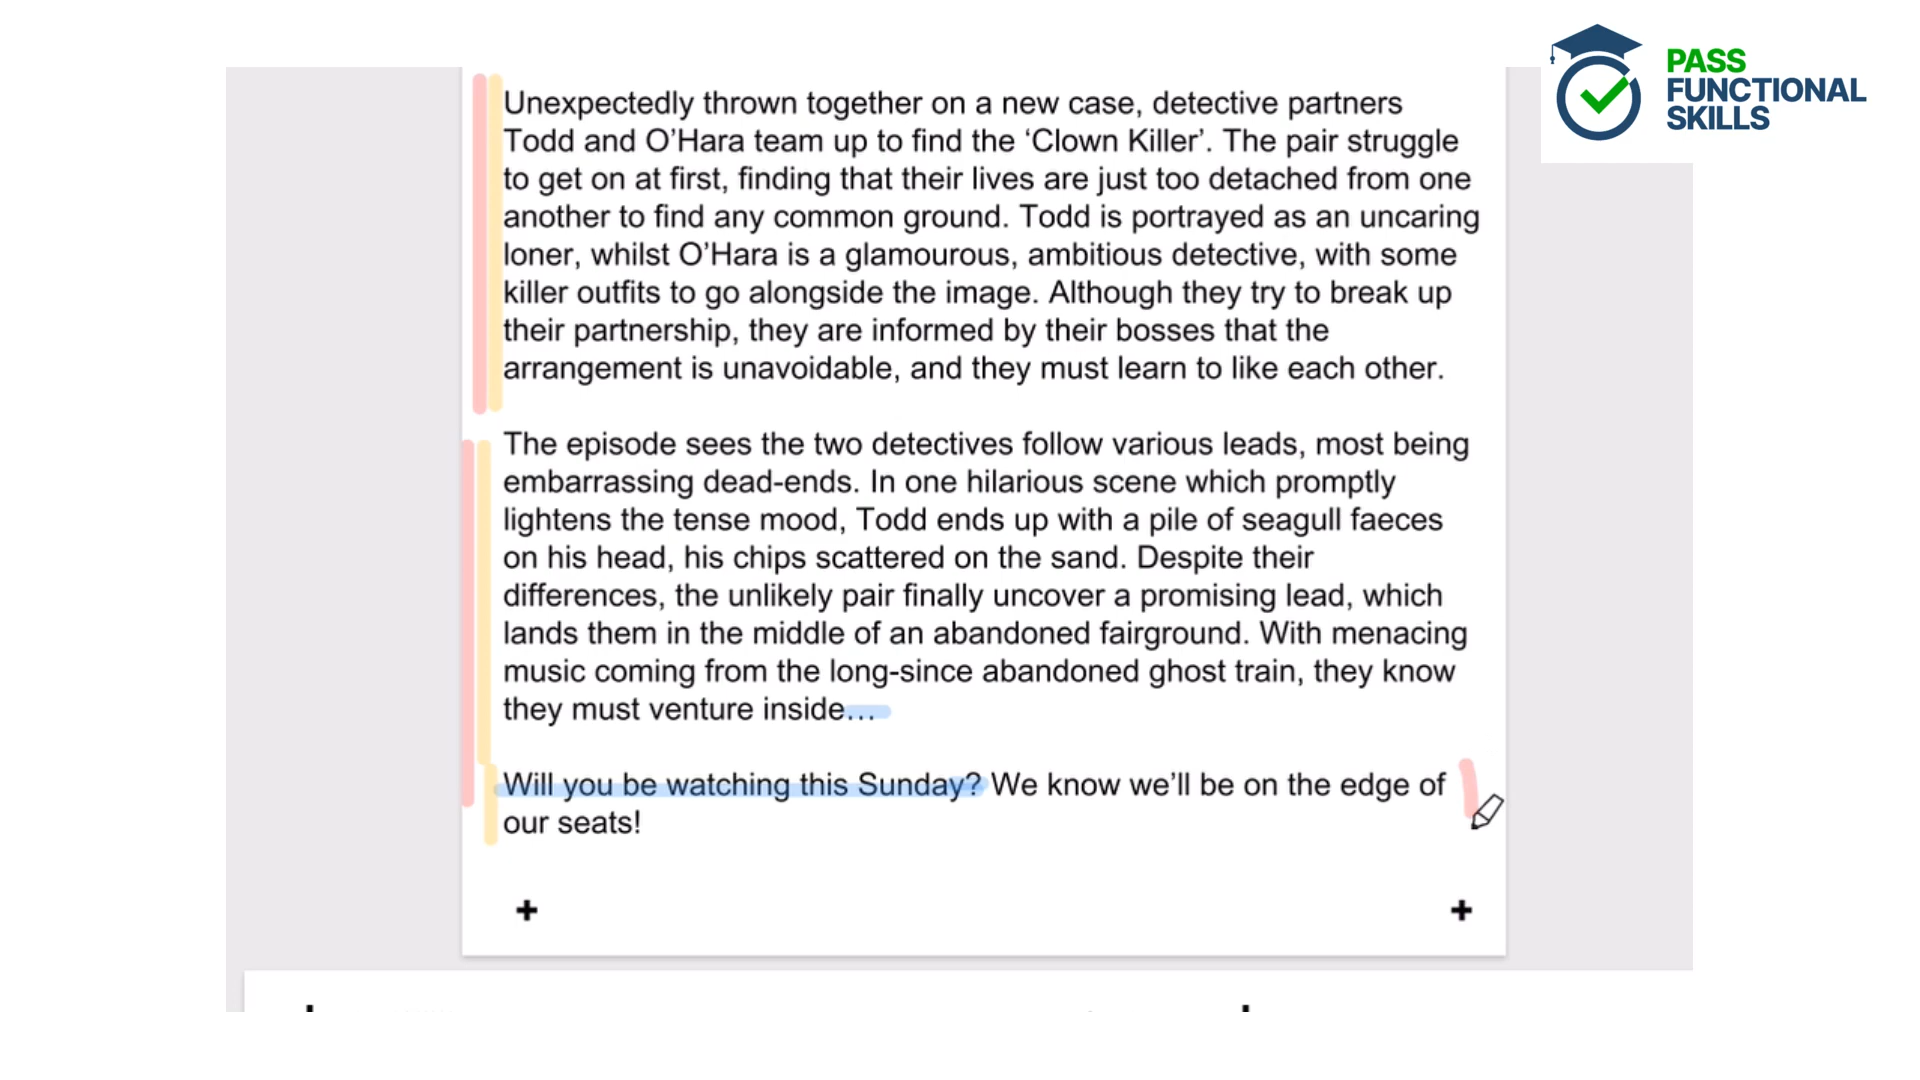 PASS
FUNCTIONAL
SKILLS
Unexpectedly thrown together on a new case, detective partners
Todd and O’Hara team up to find the ‘Clown Killer’. The pair struggle
to get on at first, finding that their lives are just too detached from one
another to find any common ground. Todd is portrayed as an uncaring
loner, whilst O’Hara is a glamourous, ambitious detective, with some
killer outfits to go alongside the image. Although they try to break up
their partnership, they are informed by their bosses that the
arrangement is unavoidable, and they must learn to like each other.
The episode sees the two detectives follow various leads, most being
embarrassing dead-ends. In one hilarious scene which promptly
lightens the tense mood, Todd ends up with a pile of seagull faeces
on his head, his chips scattered on the sand. Despite their
differences, the unlikely pair finally uncover a promising lead, which
lands them in the middle of an abandoned fairground. With menacing
music coming from the long-since abandoned ghost train, they know
they must venture inside…
Will you be watching this Sunday? We know we’ll be on the edge of
our seats!